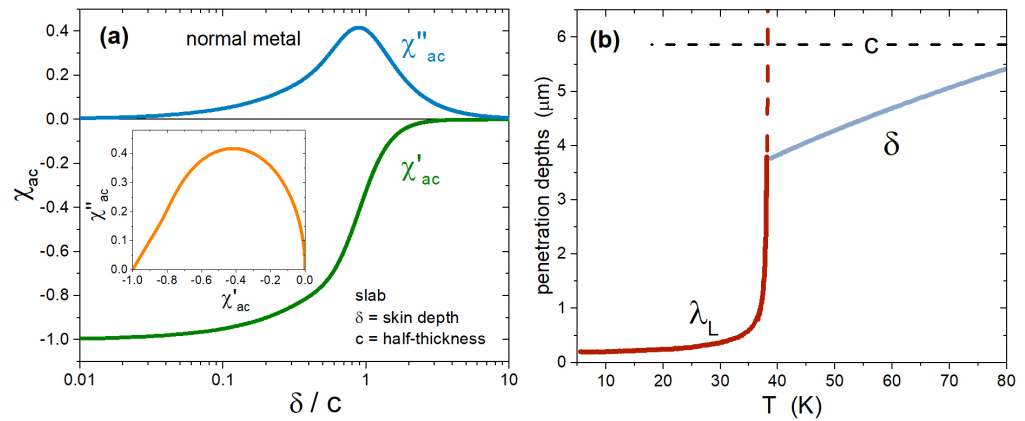 (a)
normal metal
χ"ac
0.4
0.0
-0.2
-0.4
-0.6
-0.8
-1.0
χac
χ'ac
0.4
0.3
0.2
0.1
0.0
χ"ac
-1.0 -0.8 -0.6 -0.4 -0.2 0.0
χ'ac
slab
δ = skin depth
c = half-thickness
0.01 0.1 1 10
δ / c
(b)
c
6
5
4
3
2
1
0
penetration depths (μm)
δ
λL
10 20 30 40 50 60 70 80
T (K)